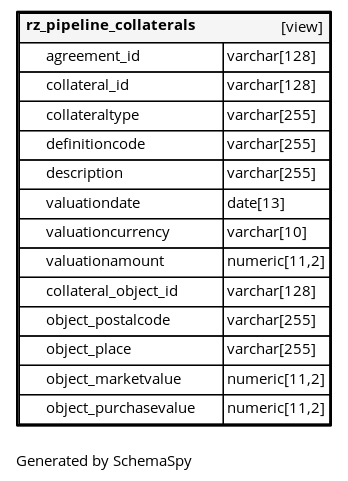 rz_pipeline_collaterals [view]
agreement_id varchar[128]
collateral_id varchar[128]
collateraltype varchar[255]
definitioncode varchar[255]
description varchar[255]
valuationdate date[13]
valuationcurrency varchar[10]
valuationamount numeric[11,2]
collateral_object_id varchar[128]
object_postalcode varchar[255]
object_place varchar[255]
object_marketvalue numeric[11,2]
object_purchasevalue numeric[11,2]
Generated by SchemaSpy